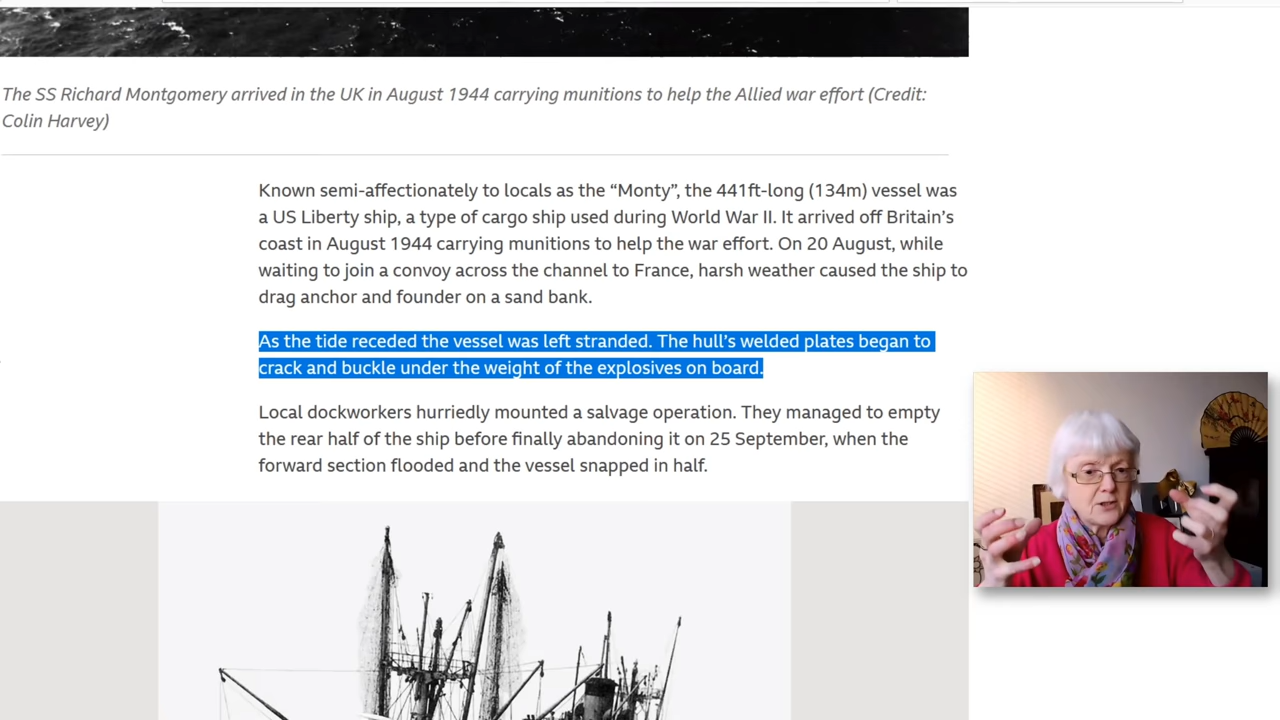 The SS Richard Montgomery arrived in the UK in August 1944 carrying munitions to help the Allied war effort (Credit:
Colin Harvey)
Known semi-affectionately to locals as the “Monty”, the 441ft-long (134m) vessel was
a US Liberty ship, a type of cargo ship used during World War II. It arrived off Britain’s
coast in August 1944 carrying munitions to help the war effort. On 20 August, while
waiting to join a convoy across the channel to France, harsh weather caused the ship to
drag anchor and founder on a sand bank.
As the tide receded the vessel was left stranded. The hull’s welded plates began to
crack and buckle under the weight of the explosives on board.
Local dockworkers hurriedly mounted a salvage operation. They managed to empty
the rear half of the ship before finally abandoning it on 25 September, when the
forward section flooded and the vessel snapped in half.